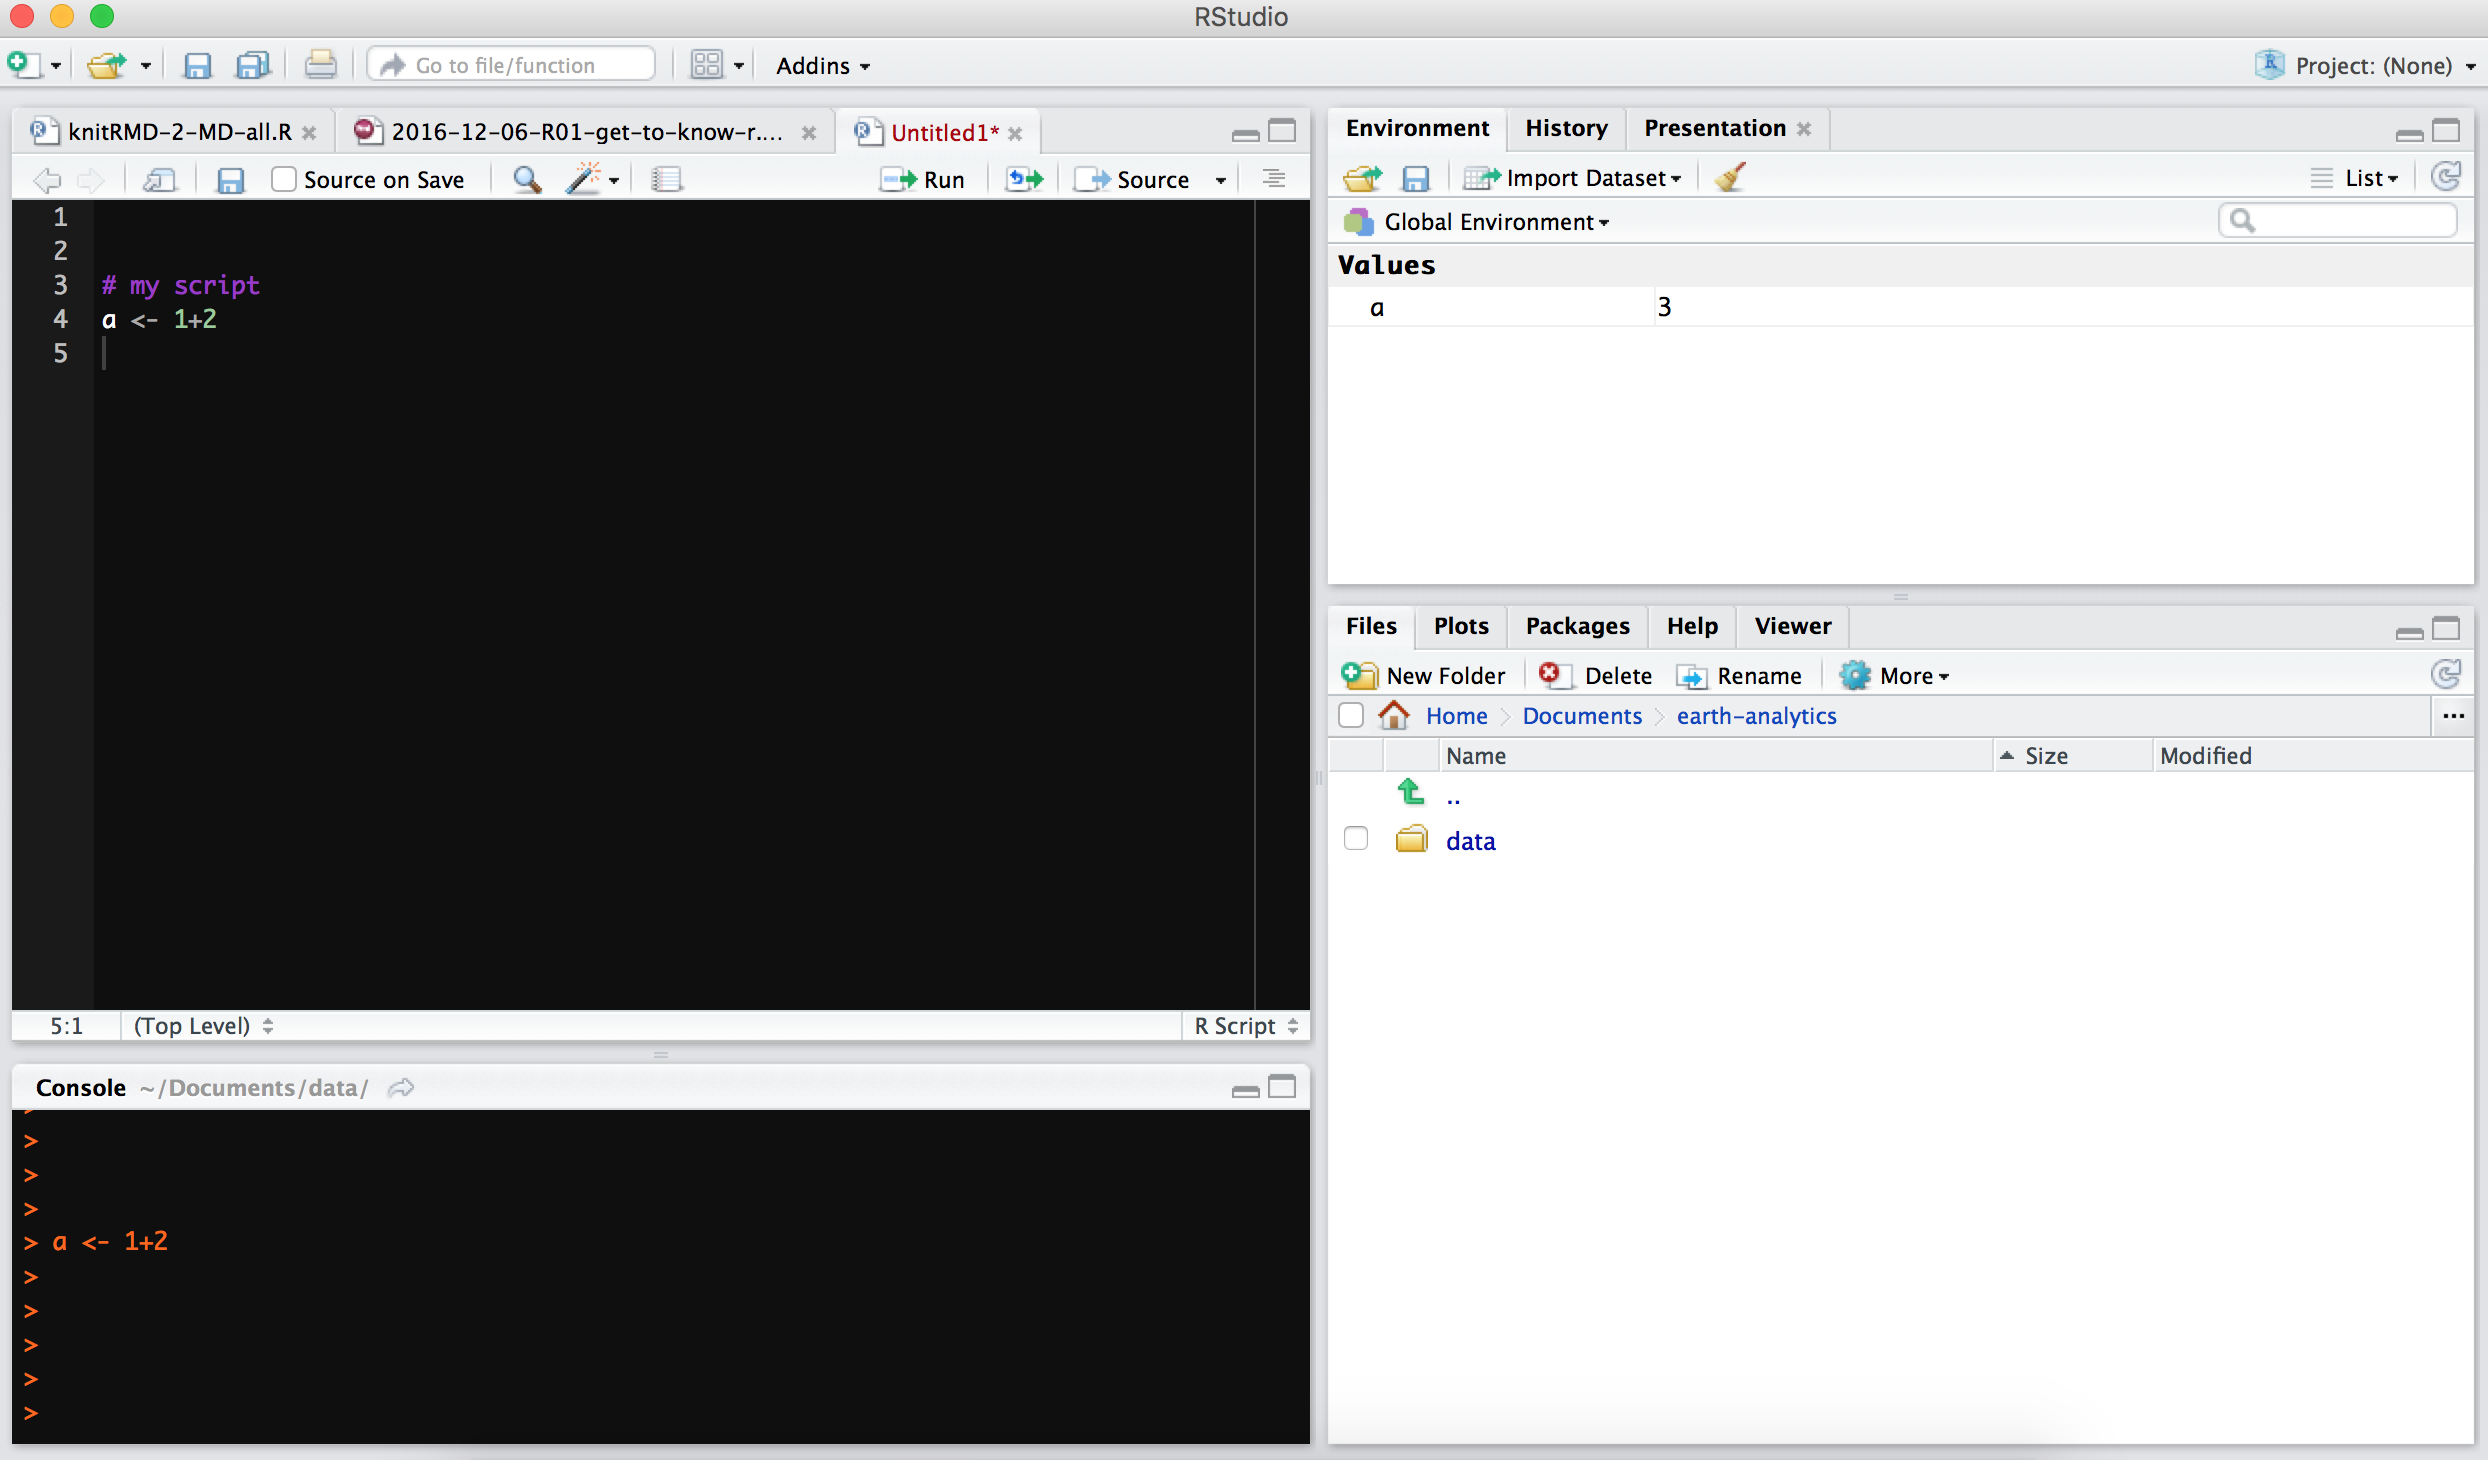 RStudio
Go to file/function
Addins
Project: (None)
knitRMD-2-MD-all.R
2016-12-06-R01-get-to-know-r....
Untitled1*
Source on Save
Run
Source
1
2
3 # my script
4 a <- 1+2
5
5:1 (Top Level)
R Script
Console ~/Documents/data/
>
>
>
> a <- 1+2
>
>
>
>
>
Environment History Presentation
Import Dataset
List
Global Environment
Values
a 3
Files Plots Packages Help Viewer
New Folder Delete Rename More
Home Documents earth-analytics ...
Name Size Modified
..
data